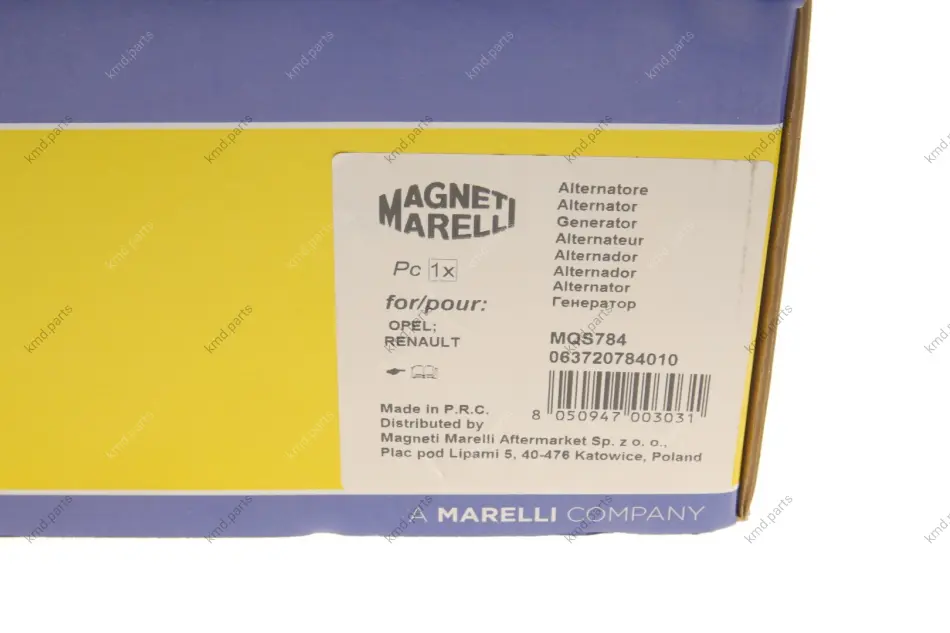 MAGNETI
MARELLI
Pc 1x
for/pour:
OPEL;
RENAULT
Alternatore
Alternator
Generator
Alternateur
Alternador
Alternador
Alternator
Генератор
MQS784
063720784010
8 050947 003031
Made in P.R.C.
Distributed by
Magneti Marelli Aftermarket Sp. z o. o.,
Plac pod Lipami 5, 40-476 Katowice, Poland
A MARELLI COMPANY
kmd.parts